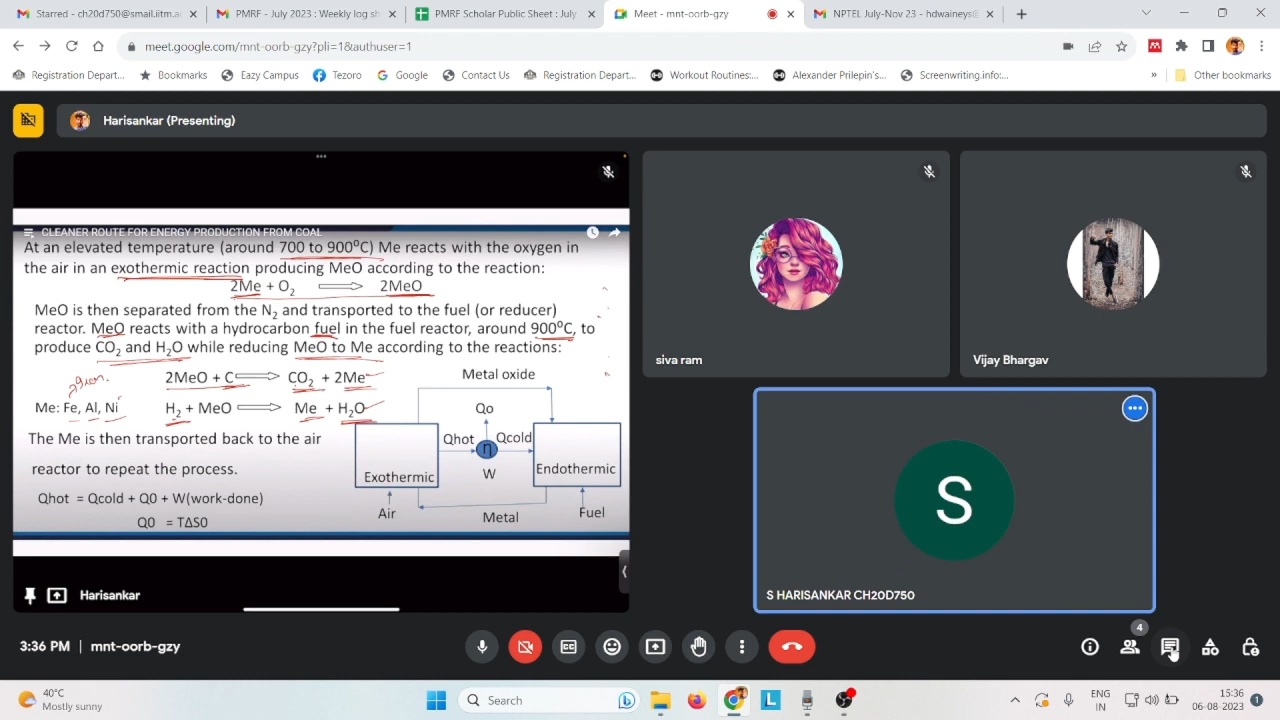 Starred - ch20d750@smail.iitm.a
PMRF - July 2023 : Weekly log sh
PMRF Scholar Public Sheet : July
Meet - mnt-oorb-gzy
NPTEL July-Nov 23 - hdwaineys@
meet.google.com/mnt-oorb-gzy?pli=1&authuser=1
Registration Depart...
Bookmarks
Eazy Campus
Tezoro
Google
Contact Us
Registration Depart...
Workout Routines:...
Alexander Prilepin's...
Screenwriting.info:...
»
Other bookmarks
Harisankar (Presenting)
CLEANER ROUTE FOR ENERGY PRODUCTION FROM COAL
At an elevated temperature (around 700 to 900⁰C) Me reacts with the oxygen in
the air in an exothermic reaction producing MeO according to the reaction:
2Me + O₂ ⟹ 2MeO
MeO is then separated from the N₂ and transported to the fuel (or reducer)
reactor. MeO reacts with a hydrocarbon fuel in the fuel reactor, around 900⁰C, to
produce CO₂ and H₂O while reducing MeO to Me according to the reactions:
2MeO + C ⟹ CO₂ + 2Me
Me: Fe, Al, Ni
H₂ + MeO ⟹ Me + H₂O
The Me is then transported back to the air
reactor to repeat the process.
Qhot = Qcold + Q0 + W(work-done)
Q0 = TΔS0
Metal oxide
Qo
Qhot
η
Qcold
W
Exothermic
Endothermic
Air
Metal
Fuel
Harisankar
siva ram
Vijay Bhargav
S
S HARISANKAR CH20D750
3:36 PM | mnt-oorb-gzy
4
40°C
Mostly sunny
Search
L
ENG
IN
15:36
06-08-2023
1